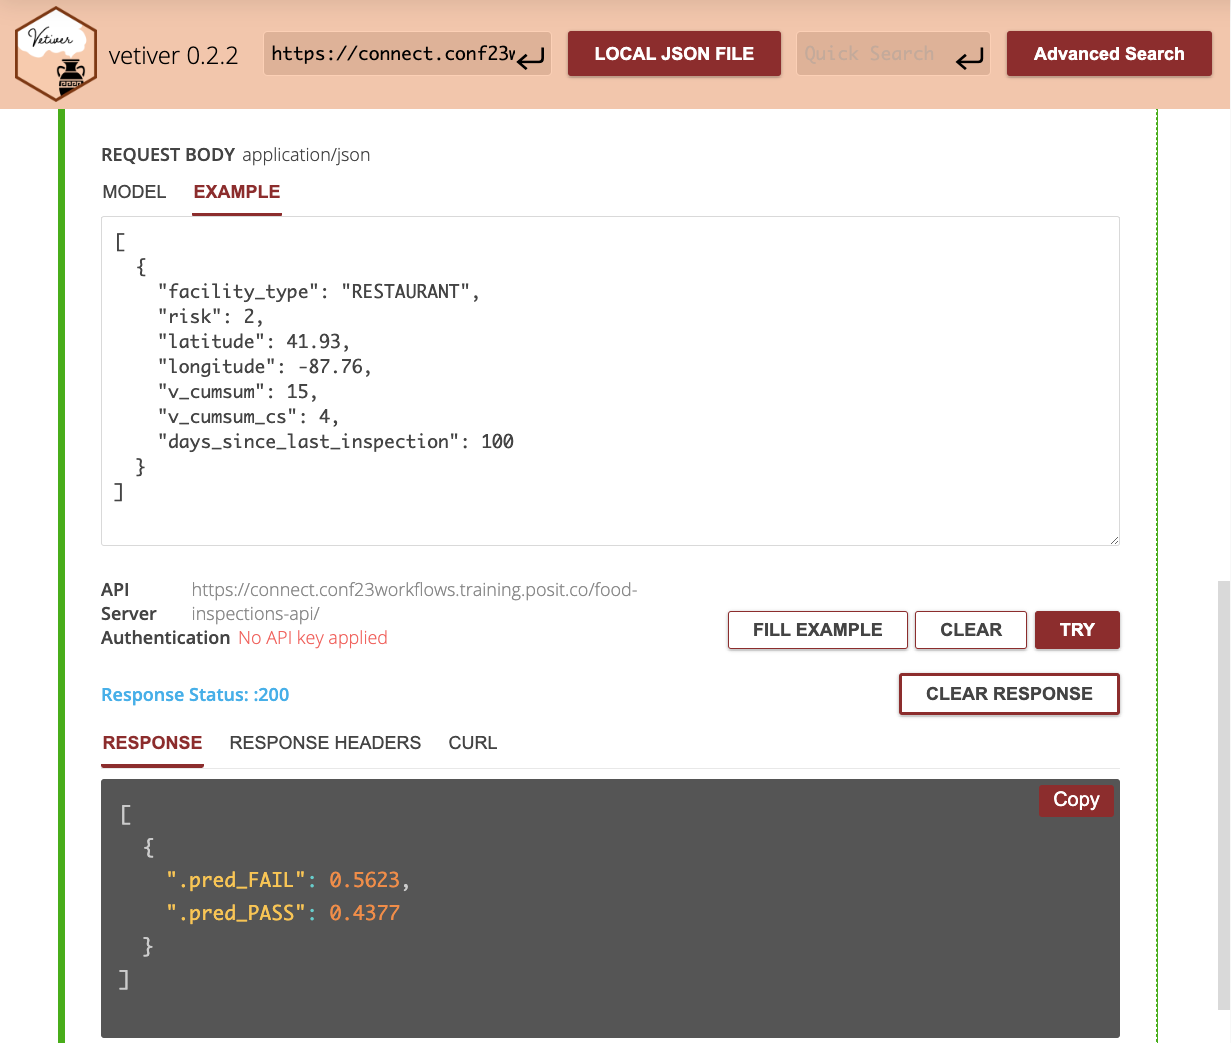 Vetiver
vetiver 0.2.2
https://connect.conf23w
LOCAL JSON FILE
Quick Search
Advanced Search
REQUEST BODY application/json
MODEL EXAMPLE
[
  {
    "facility_type": "RESTAURANT",
    "risk": 2,
    "latitude": 41.93,
    "longitude": -87.76,
    "v_cumsum": 15,
    "v_cumsum_cs": 4,
    "days_since_last_inspection": 100
  }
]
API Server https://connect.conf23workflows.training.posit.co/food-inspections-api/
Authentication No API key applied
FILL EXAMPLE CLEAR TRY
Response Status: :200
CLEAR RESPONSE
RESPONSE RESPONSE HEADERS CURL
Copy
[
  {
    ".pred_FAIL": 0.5623,
    ".pred_PASS": 0.4377
  }
]